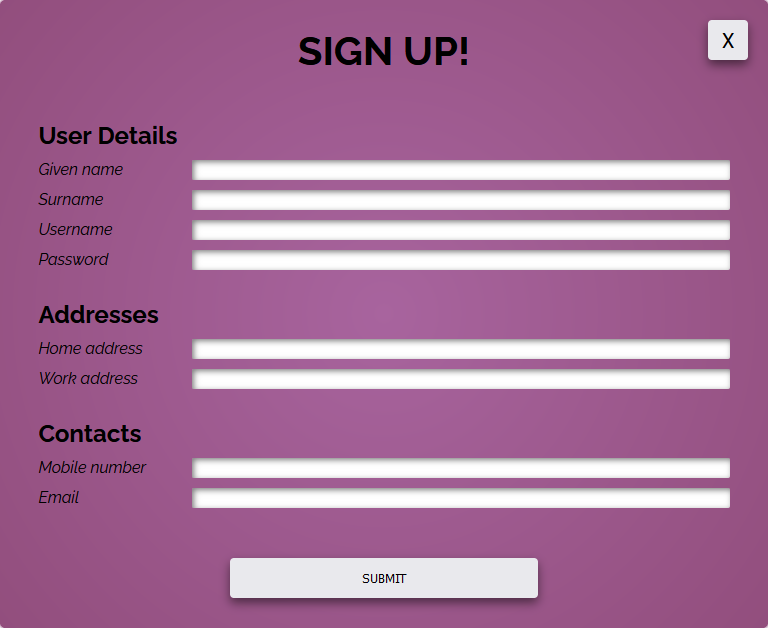 SIGN UP!
X
User Details
Given name
Surname
Username
Password
Addresses
Home address
Work address
Contacts
Mobile number
Email
SUBMIT